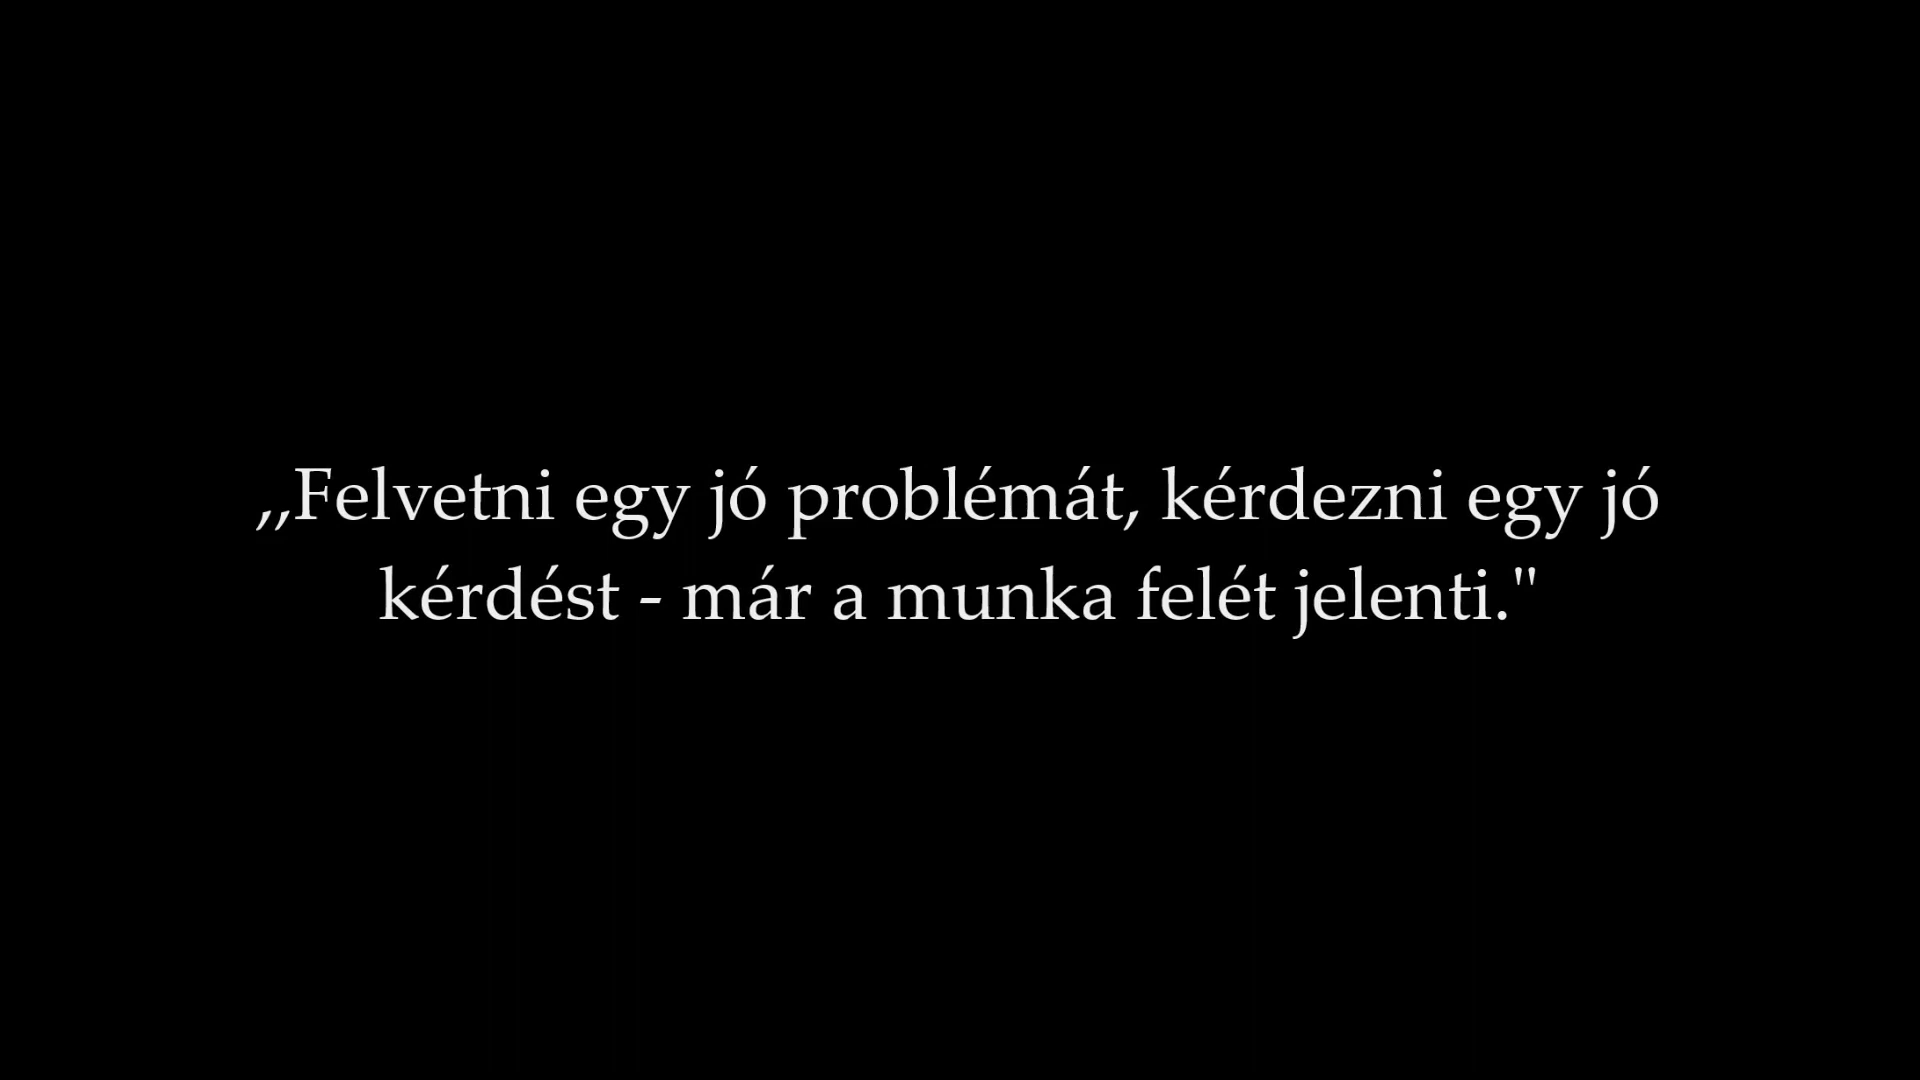 ,,Felvetni egy jó problémát, kérdezni egy jó
kérdést - már a munka felét jelenti."